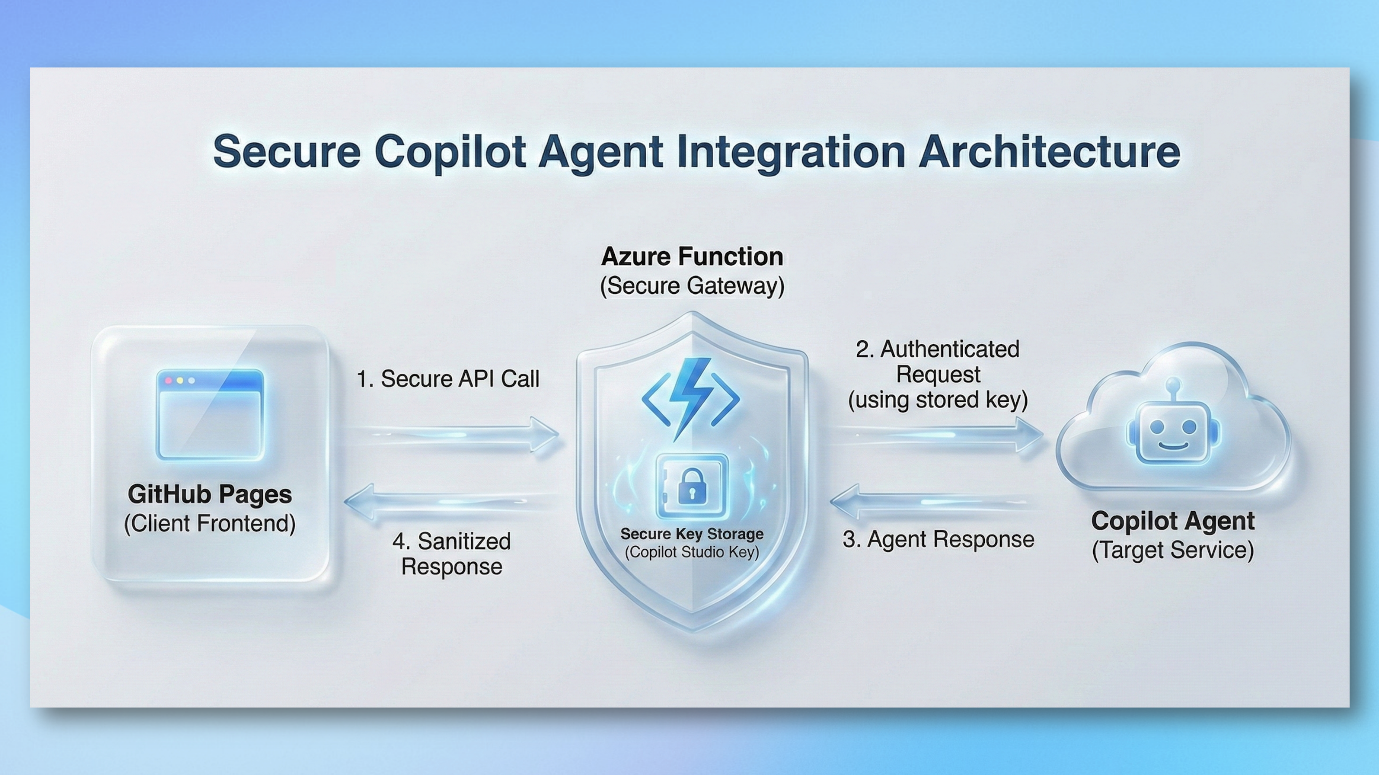 Secure Copilot Agent Integration Architecture
Azure Function
(Secure Gateway)
1. Secure API Call
2. Authenticated
Request
(using stored key)
GitHub Pages
(Client Frontend)
Secure Key Storage
(Copilot Studio Key)
4. Sanitized
Response
3. Agent Response
Copilot Agent
(Target Service)